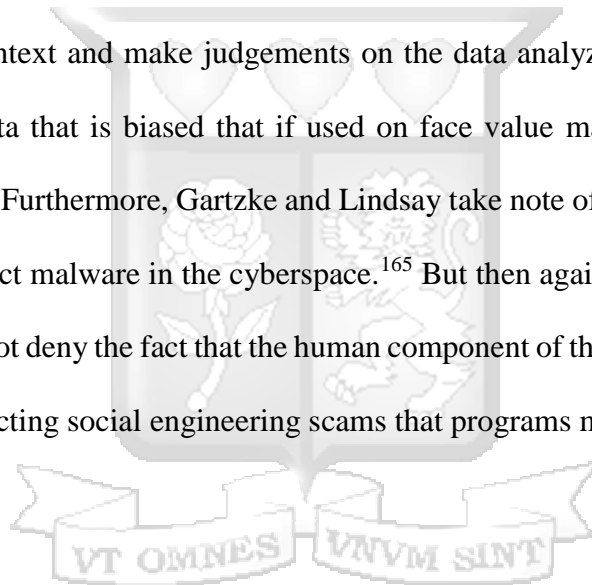 ntext and make judgements on the data analyz
ta that is biased that if used on face value ma
Furthermore, Gartzke and Lindsay take note of
ct malware in the cyberspace.165 But then agai
ot deny the fact that the human component of th
cting social engineering scams that programs m
VT OMNES VNVM SINT